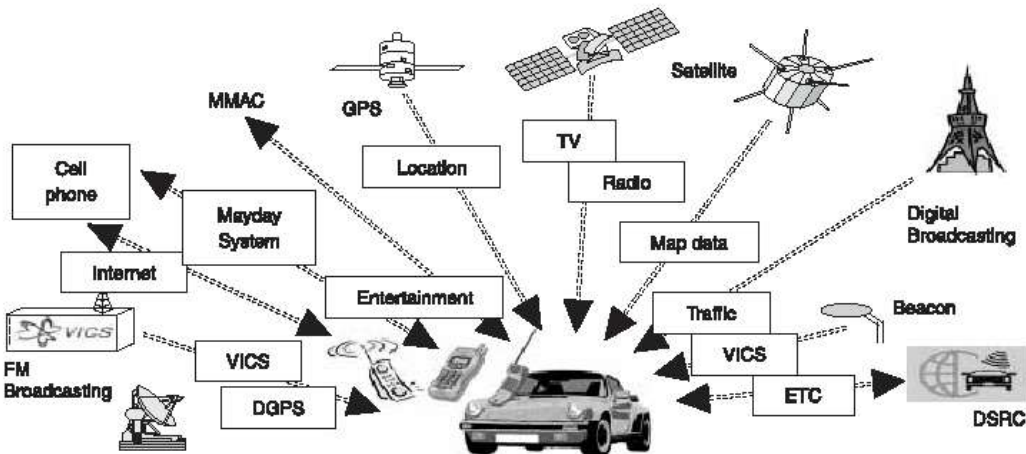 MMAC
GPS
Satellite
TV
Radio
Location
Cell
phone
Mayday
System
Map data
Digital
Broadcasting
Internet
Entertainment
Traffic
Beacon
VICS
FM
Broadcasting
VICS
DGPS
VICS
ETC
DSRC